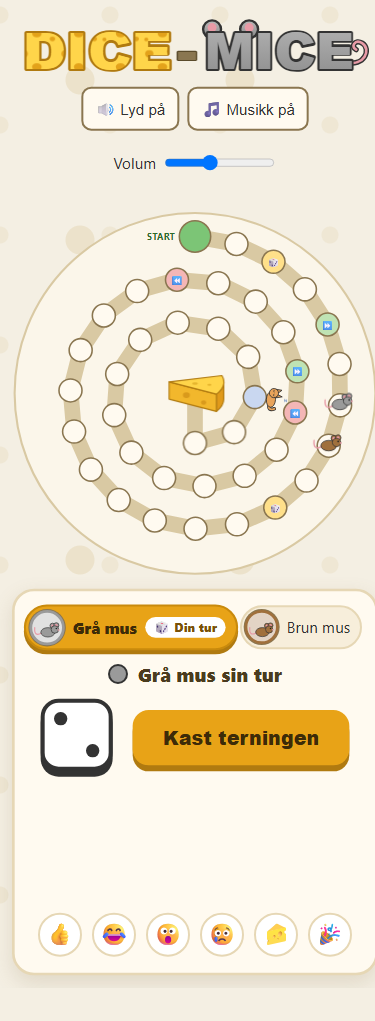 DICE-MICE
Lyd på
Musikk på
Volum
START
Grå mus
Din tur
Brun mus
Grå mus sin tur
Kast terningen